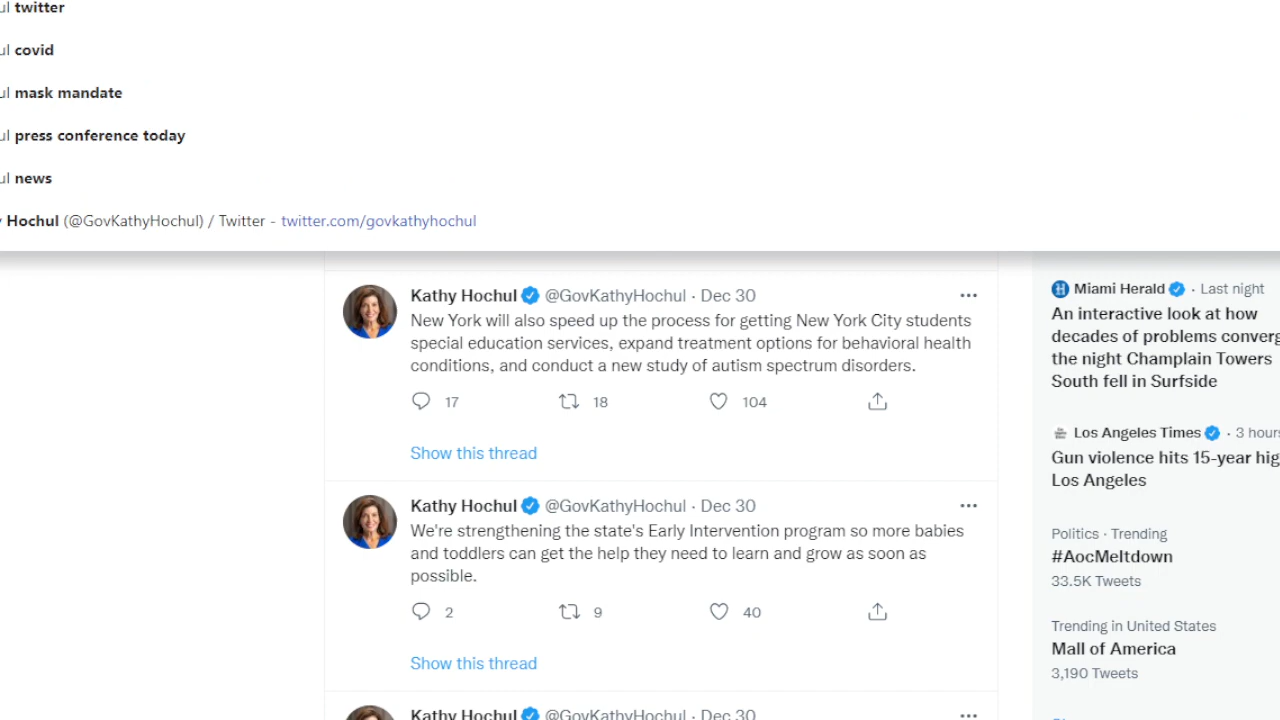 ul twitter
ul covid
ul mask mandate
ul press conference today
ul news
y Hochul (@GovKathyHochul) / Twitter - twitter.com/govkathyhochul
Kathy Hochul @GovKathyHochul · Dec 30
New York will also speed up the process for getting New York City students
special education services, expand treatment options for behavioral health
conditions, and conduct a new study of autism spectrum disorders.
17 18 104
Show this thread
Kathy Hochul @GovKathyHochul · Dec 30
We're strengthening the state's Early Intervention program so more babies
and toddlers can get the help they need to learn and grow as soon as
possible.
2 9 40
Show this thread
Kathy Hochul @GovKathyHochul · Dec 30
Miami Herald · Last night
An interactive look at how
decades of problems converg
the night Champlain Towers
South fell in Surfside
Los Angeles Times · 3 hours
Gun violence hits 15-year hig
Los Angeles
Politics · Trending
#AocMeltdown
33.5K Tweets
Trending in United States
Mall of America
3,190 Tweets